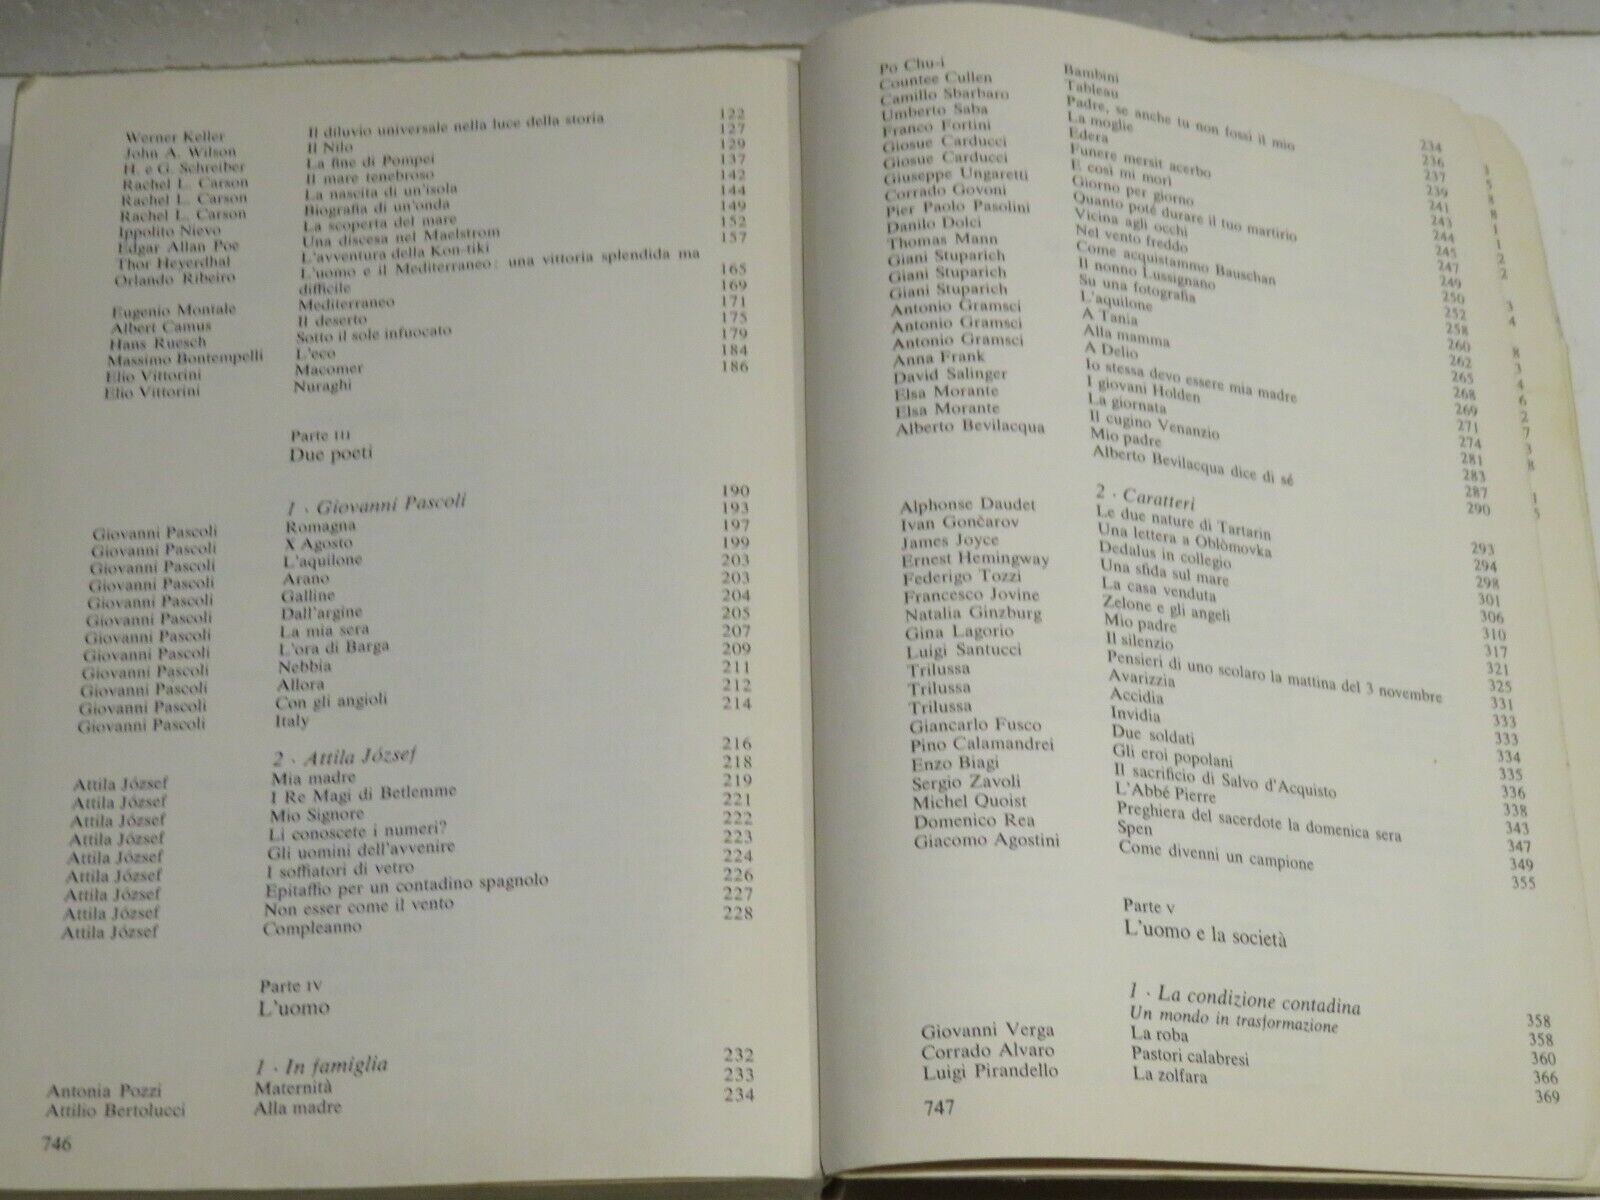 Werner Keller Il diluvio universale nella luce della storia 122
John A. Wilson Il Nilo 127
H. e G. Schreiber La fine di Pompei 129
Rachel L. Carson Il mare tenebroso 137
Rachel L. Carson La nascita di un'isola 142
Rachel L. Carson Biografia di un'onda 144
Ippolito Nievo La scoperta del mare 149
Edgar Allan Poe Una discesa nel Maelstrom 152
Thor Heyerdhal L'avventura della Kon-tiki 157
Orlando Ribeiro L'uomo e il Mediterraneo: una vittoria splendida ma
difficile 165
Eugenio Montale Mediterraneo 169
Albert Camus Il deserto 171
Hans Ruesch Sotto il sole infuocato 175
Massimo Bontempelli L'eco 179
Elio Vittorini Macomer 184
Elio Vittorini Nuraghi 186
Parte III
Due poeti
1 · Giovanni Pascoli 190
Giovanni Pascoli Romagna 193
Giovanni Pascoli X Agosto 197
Giovanni Pascoli L'aquilone 199
Giovanni Pascoli Arano 203
Giovanni Pascoli Galline 203
Giovanni Pascoli Dall'argine 204
Giovanni Pascoli La mia sera 205
Giovanni Pascoli L'ora di Barga 207
Giovanni Pascoli Nebbia 209
Giovanni Pascoli Allora 211
Giovanni Pascoli Con gli angioli 212
Giovanni Pascoli Italy 214
2 · Attila József 216
Attila József Mia madre 218
Attila József I Re Magi di Betlemme 219
Attila József Mio Signore 221
Attila József Li conoscete i numeri? 222
Attila József Gli uomini dell'avvenire 223
Attila József I soffiatori di vetro 224
Attila József Epitaffio per un contadino spagnolo 226
Attila József Non esser come il vento 227
Attila József Compleanno 228
Parte IV
L'uomo
1 · In famiglia 232
Antonia Pozzi Maternità 233
Attilio Bertolucci Alla madre 234
746
Po Chu-i Bambini 234
Countee Cullen Tableau 236
Camillo Sbarbaro Padre, se anche tu non fossi il mio 237
Umberto Saba La moglie 239
Franco Fortini Edera 241
Giosue Carducci Funere mersit acerbo 243
Giosue Carducci E così mi morì 244
Giuseppe Ungaretti Giorno per giorno 245
Corrado Govoni Quanto poté durare il tuo martirio 247
Pier Paolo Pasolini Vicina agli occhi 249
Danilo Dolci Nel vento freddo 250
Thomas Mann Come acquistammo Bauschan 252
Giani Stuparich Il nonno Lussignano 258
Giani Stuparich Su una fotografia 260
Giani Stuparich L'aquilone 262
Antonio Gramsci A Tania 265
Antonio Gramsci Alla mamma 268
Antonio Gramsci A Delio 269
Anna Frank Io stessa devo essere mia madre 271
David Salinger I giovani Holden 274
Elsa Morante La giornata 281
Elsa Morante Il cugino Venanzio 283
Alberto Bevilacqua Mio padre 287
Alberto Bevilacqua dice di sé 290
2 · Caratteri 293
Alphonse Daudet Le due nature di Tartarin 294
Ivan Gončarov Una lettera a Oblòmovka 298
James Joyce Dedalus in collegio 301
Ernest Hemingway Una sfida sul mare 306
Federigo Tozzi La casa venduta 310
Francesco Jovine Zelone e gli angeli 317
Natalia Ginzburg Mio padre 321
Gina Lagorio Il silenzio 325
Luigi Santucci Pensieri di uno scolaro la mattina del 3 novembre 331
Trilussa Avarizzia 333
Trilussa Accidia 333
Trilussa Invidia 334
Giancarlo Fusco Due soldati 335
Pino Calamandrei Gli eroi popolani 336
Enzo Biagi Il sacrificio di Salvo d'Acquisto 338
Sergio Zavoli L'Abbé Pierre 343
Michel Quoist Preghiera del sacerdote la domenica sera 347
Domenico Rea Spen 349
Giacomo Agostini Come divenni un campione 355
Parte V
L'uomo e la società
1 · La condizione contadina 358
Un mondo in trasformazione 358
Giovanni Verga La roba 360
Corrado Alvaro Pastori calabresi 366
Luigi Pirandello La zolfara 369
747